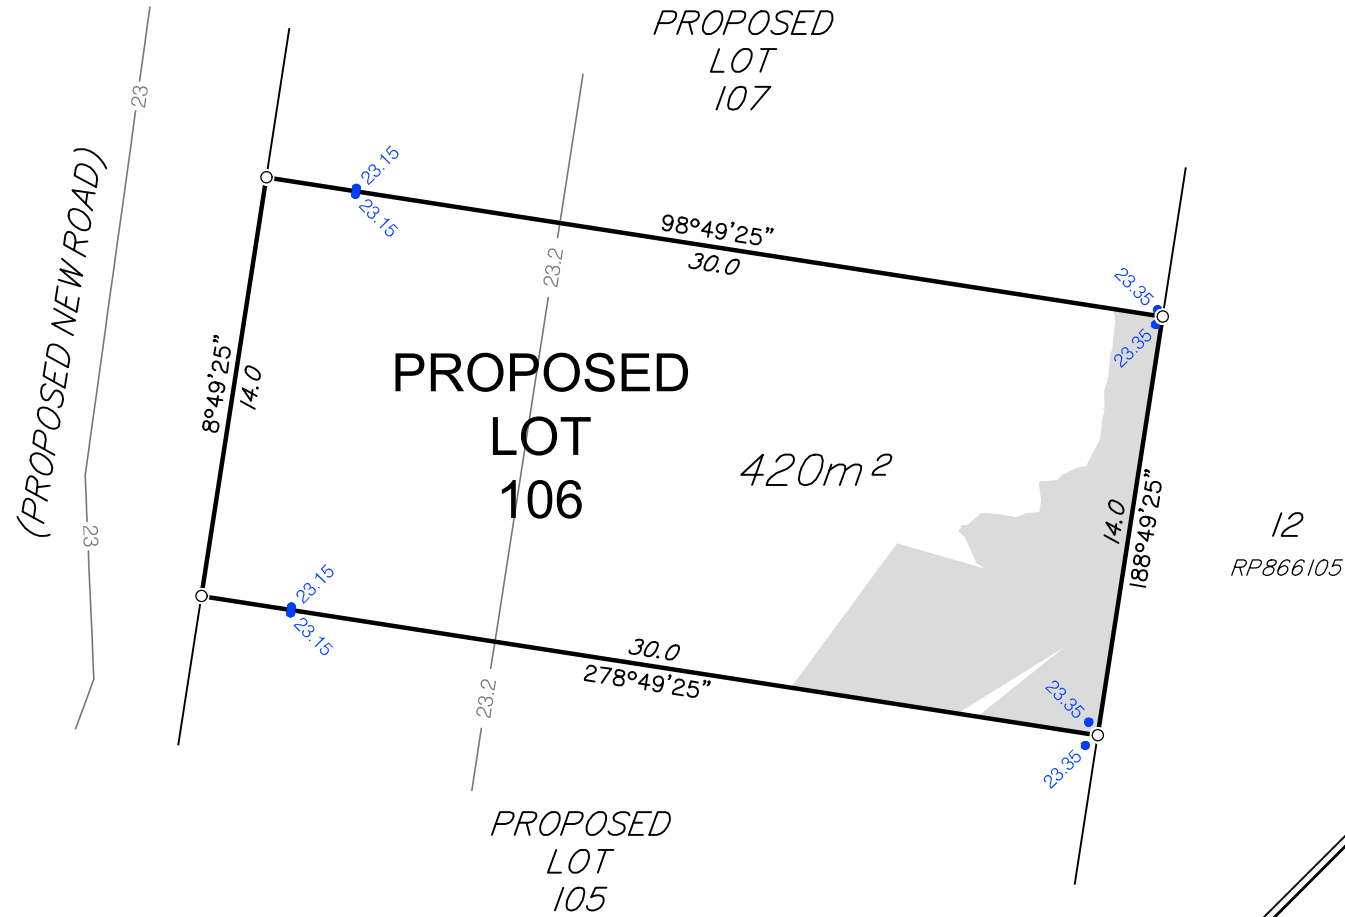 PROPOSED
LOT
107
23
(PROPOSED NEW ROAD)
23.15
23.15
98°49'25"
30.0
23.2
23.35
23.35
8°49'25"
14.0
PROPOSED
LOT
106
420m²
14.0
188°49'25"
12
RP866105
23
23.15
23.15
30.0
278°49'25"
23.2
23.35
23.35
PROPOSED
LOT
105